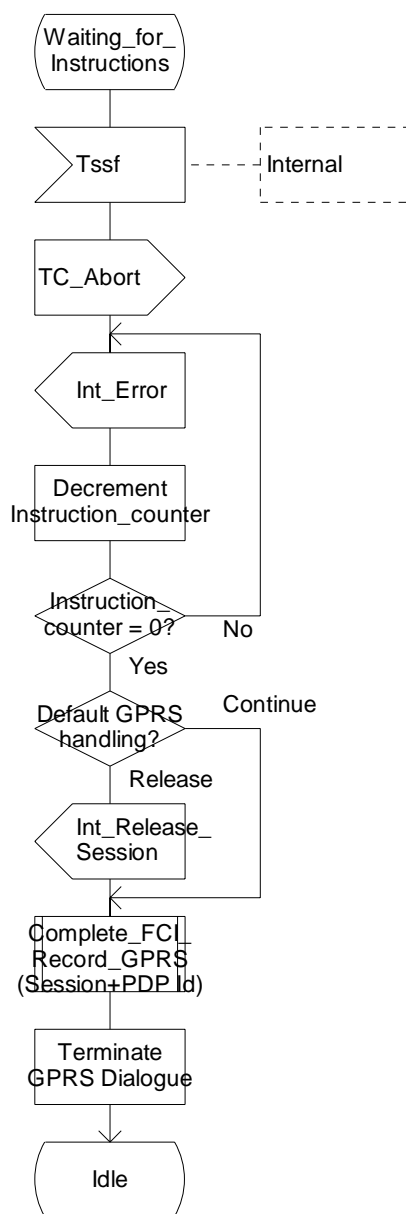 Waiting_for_
Instructions
Tssf
Internal
TC_Abort
Int_Error
Decrement
Instruction_counter
Instruction_
counter = 0?
No
Yes
Default GPRS
handling?
Continue
Release
Int_Release_
Session
Complete_FCI_
Record_GPRS
(Session+PDP Id)
Terminate
GPRS Dialogue
Idle